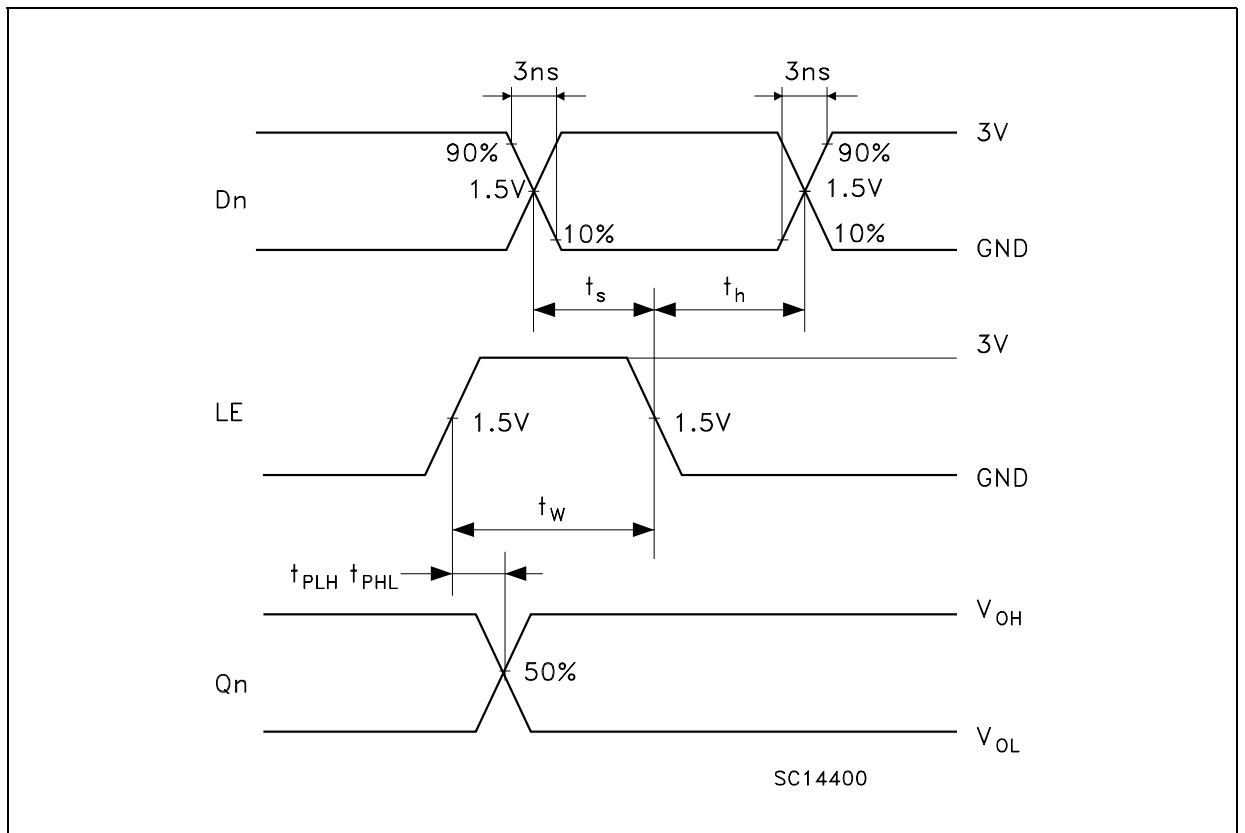 3ns 3ns
3V
90% 90%
Dn 1.5V 1.5V
10% 10%
GND
ts th
3V
LE 1.5V 1.5V
GND
tW
tPLH tPHL
VOH
Qn 50%
VOL
SC14400